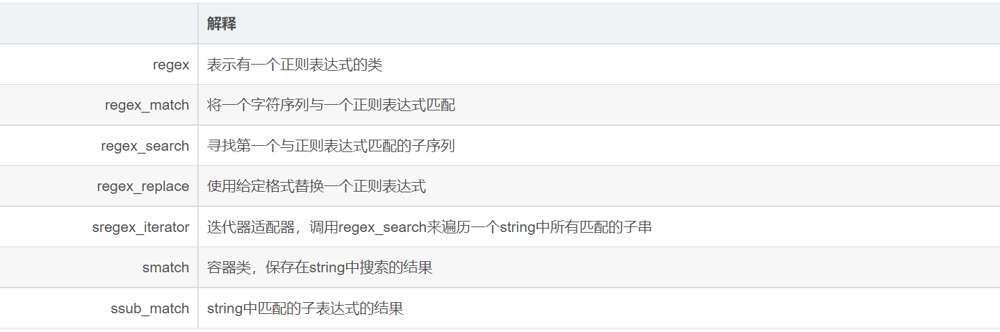 解释
regex 表示有一个正则表达式的类
regex_match 将一个字符序列与一个正则表达式匹配
regex_search 寻找第一个与正则表达式匹配的子序列
regex_replace 使用给定格式替换一个正则表达式
sregex_iterator 迭代器适配器，调用regex_search来遍历一个string中所有匹配的子串
smatch 容器类，保存在string中搜索的结果
ssub_match string中匹配的子表达式的结果